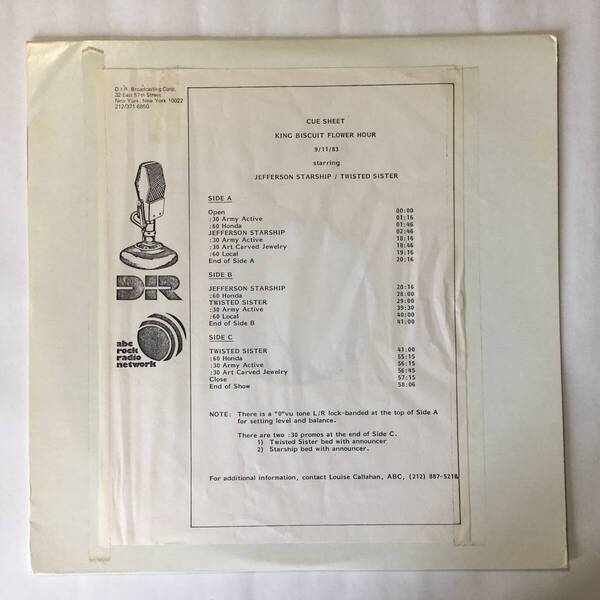 D.I.R. Broadcasting Corp.
32 East 57th Street
New York, New York 10022
212/371-6850
CUE SHEET
KING BISCUIT FLOWER HOUR
9/11/83
starring
JEFFERSON STARSHIP / TWISTED SISTER
SIDE A
Open 00:00
:30 Army Active 01:16
:60 Honda 01:46
JEFFERSON STARSHIP 02:46
:30 Army Active 18:16
:30 Art Carved Jewelry 18:46
:60 Local 19:16
End of Side A 20:16
SIDE B
JEFFERSON STARSHIP 20:16
:60 Honda 28:00
TWISTED SISTER 29:00
:30 Army Active 39:30
:60 Local 40:00
End of Side B 41:00
SIDE C
TWISTED SISTER 41:00
:60 Honda 55:15
:30 Army Active 56:15
:30 Art Carved Jewelry 56:45
Close 57:15
End of Show 58:06
NOTE: There is a "0"vu tone L/R lock-banded at the top of Side A
for setting level and balance.
There are two :30 promos at the end of Side C.
1) Twisted Sister bed with announcer
2) Starship bed with announcer.
For additional information, contact Louise Callahan, ABC, (212) 887-5218
DIR
abc
rock
radio
network